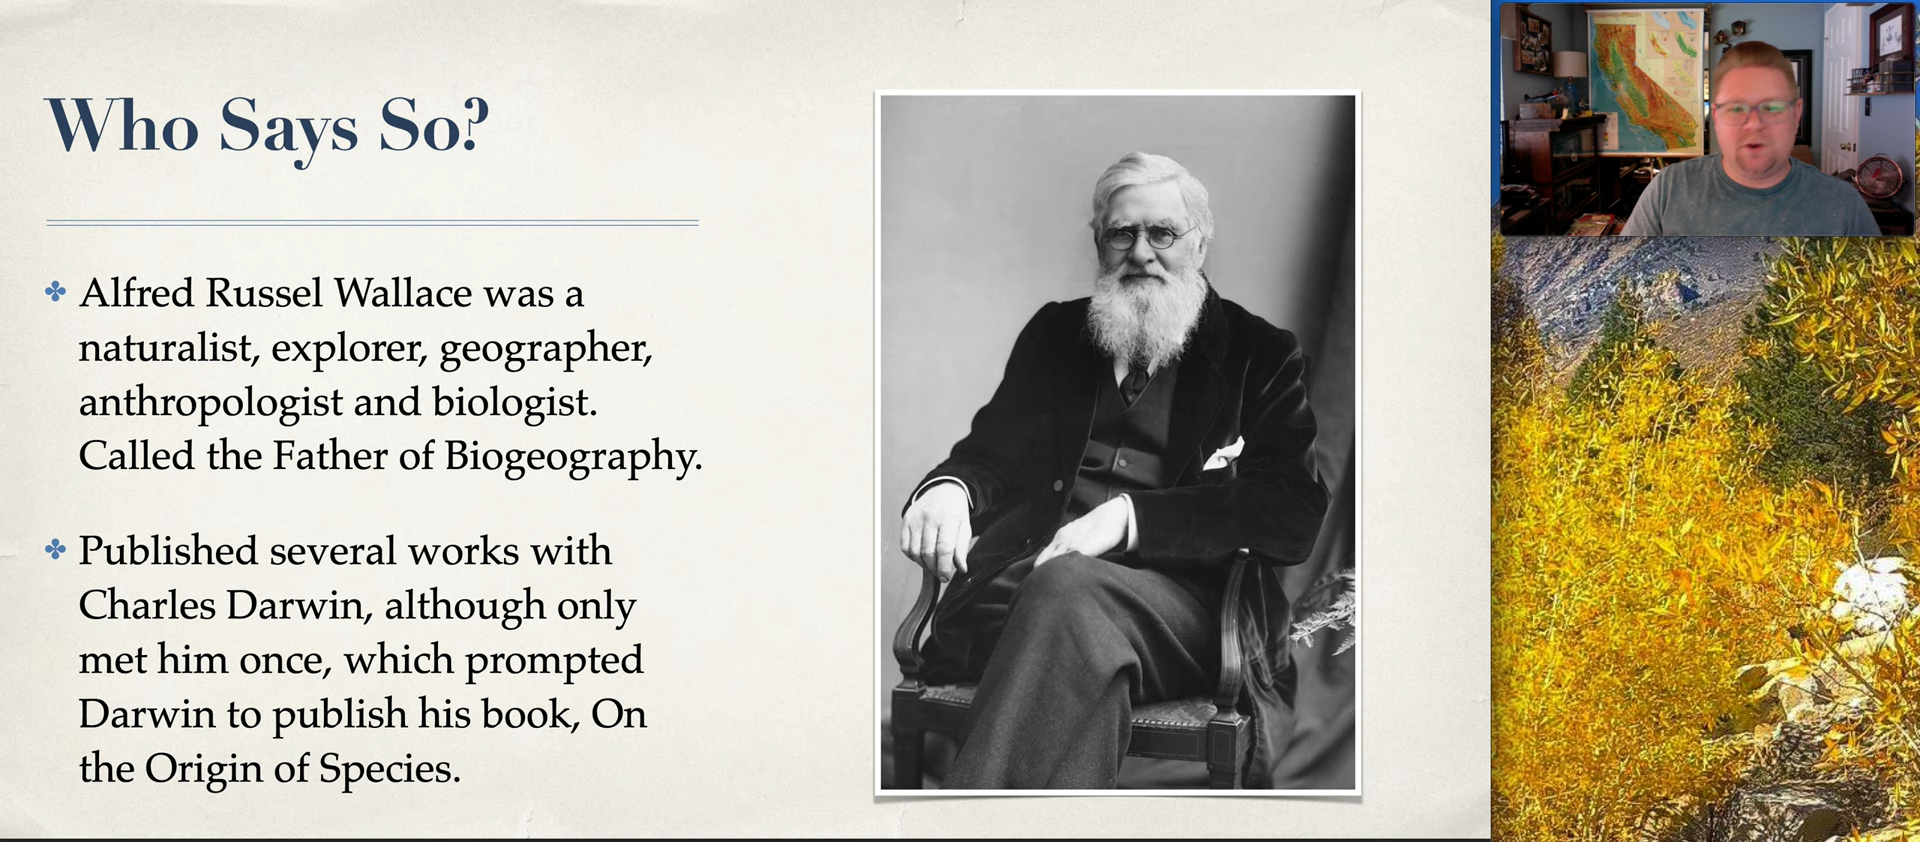 Who Says So?
Alfred Russel Wallace was a
naturalist, explorer, geographer,
anthropologist and biologist.
Called the Father of Biogeography.
Published several works with
Charles Darwin, although only
met him once, which prompted
Darwin to publish his book, On
the Origin of Species.